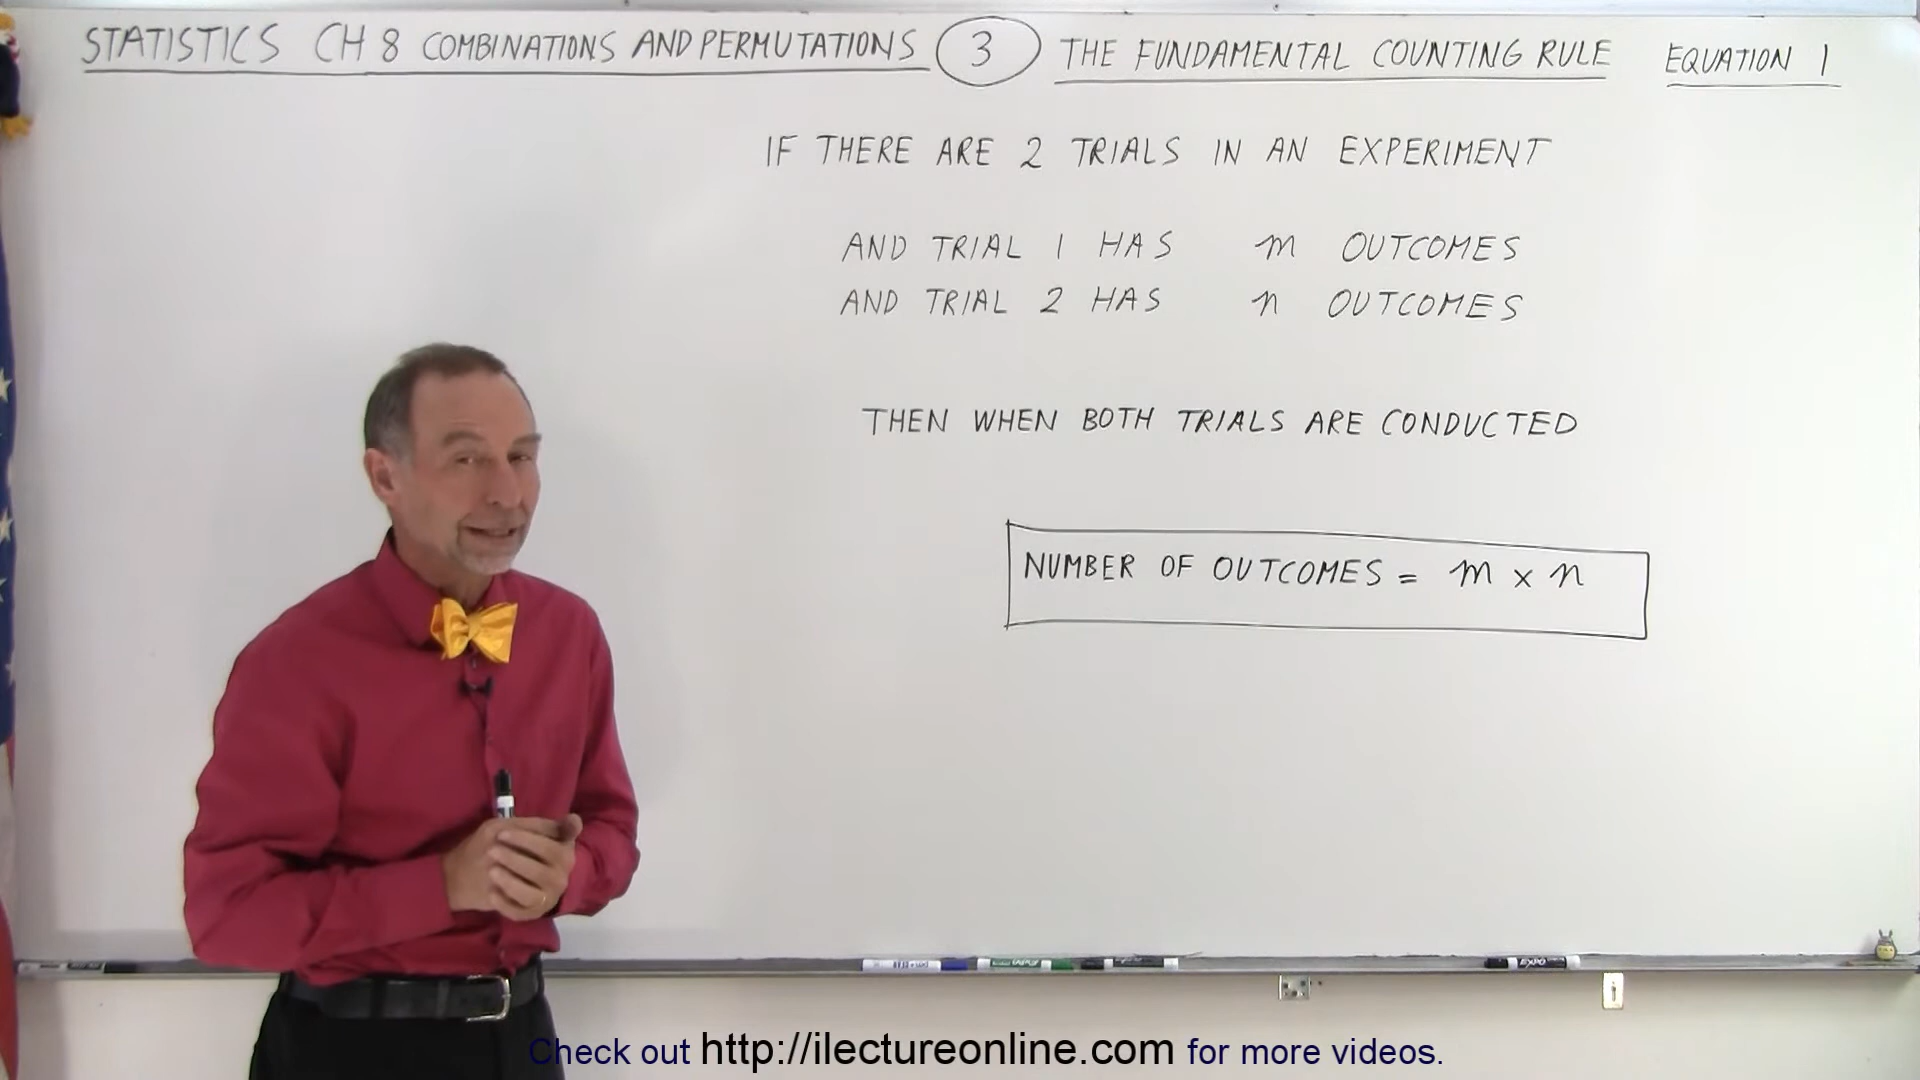 STATISTICS CH 8 COMBINATIONS AND PERMUTATIONS 3 THE FUNDAMENTAL COUNTING RULE EQUATION 1
IF THERE ARE 2 TRIALS IN AN EXPERIMENT
AND TRIAL 1 HAS m OUTCOMES
AND TRIAL 2 HAS n OUTCOMES
THEN WHEN BOTH TRIALS ARE CONDUCTED
NUMBER OF OUTCOMES = m × n
EXPO
Check out http://ilectureonline.com for more videos.